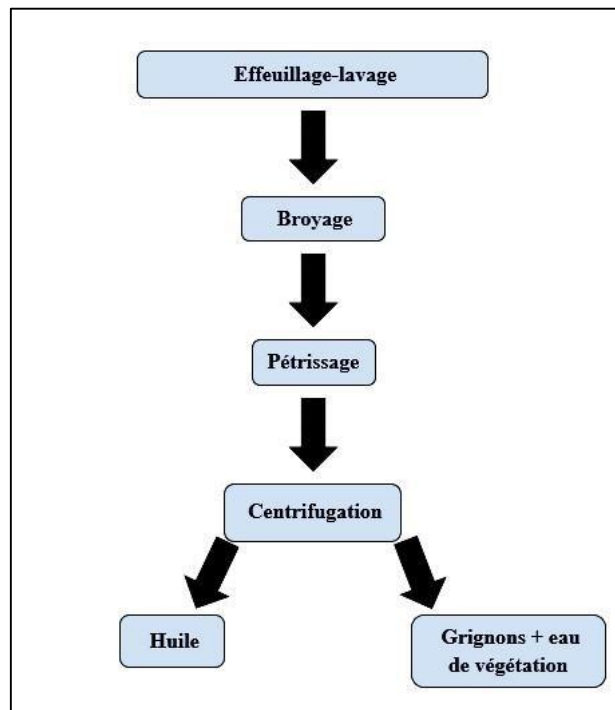 Effeuillage-lavage
Broyage
Pétrissage
Centrifugation
Huile
Grignons + eau
de végétation